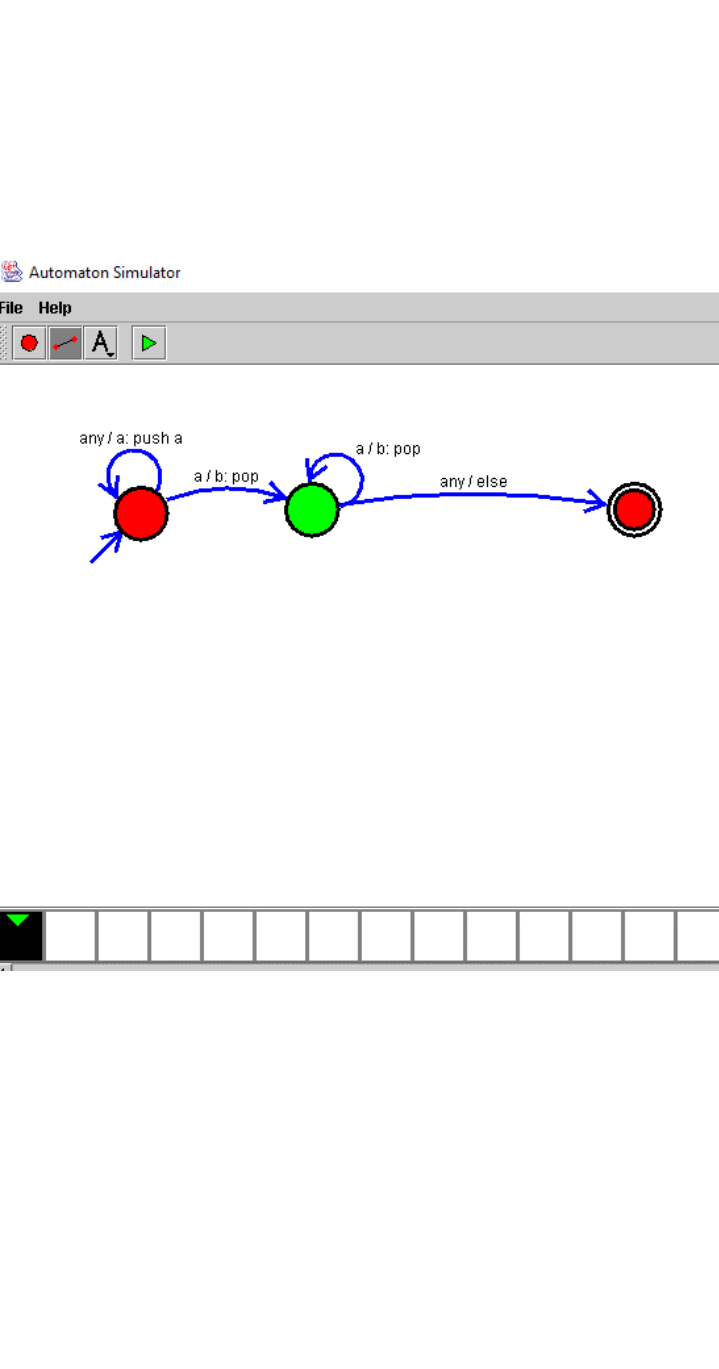 Automaton Simulator
File Help
A
any / a: push a
a / b: pop
a / b: pop
any / else